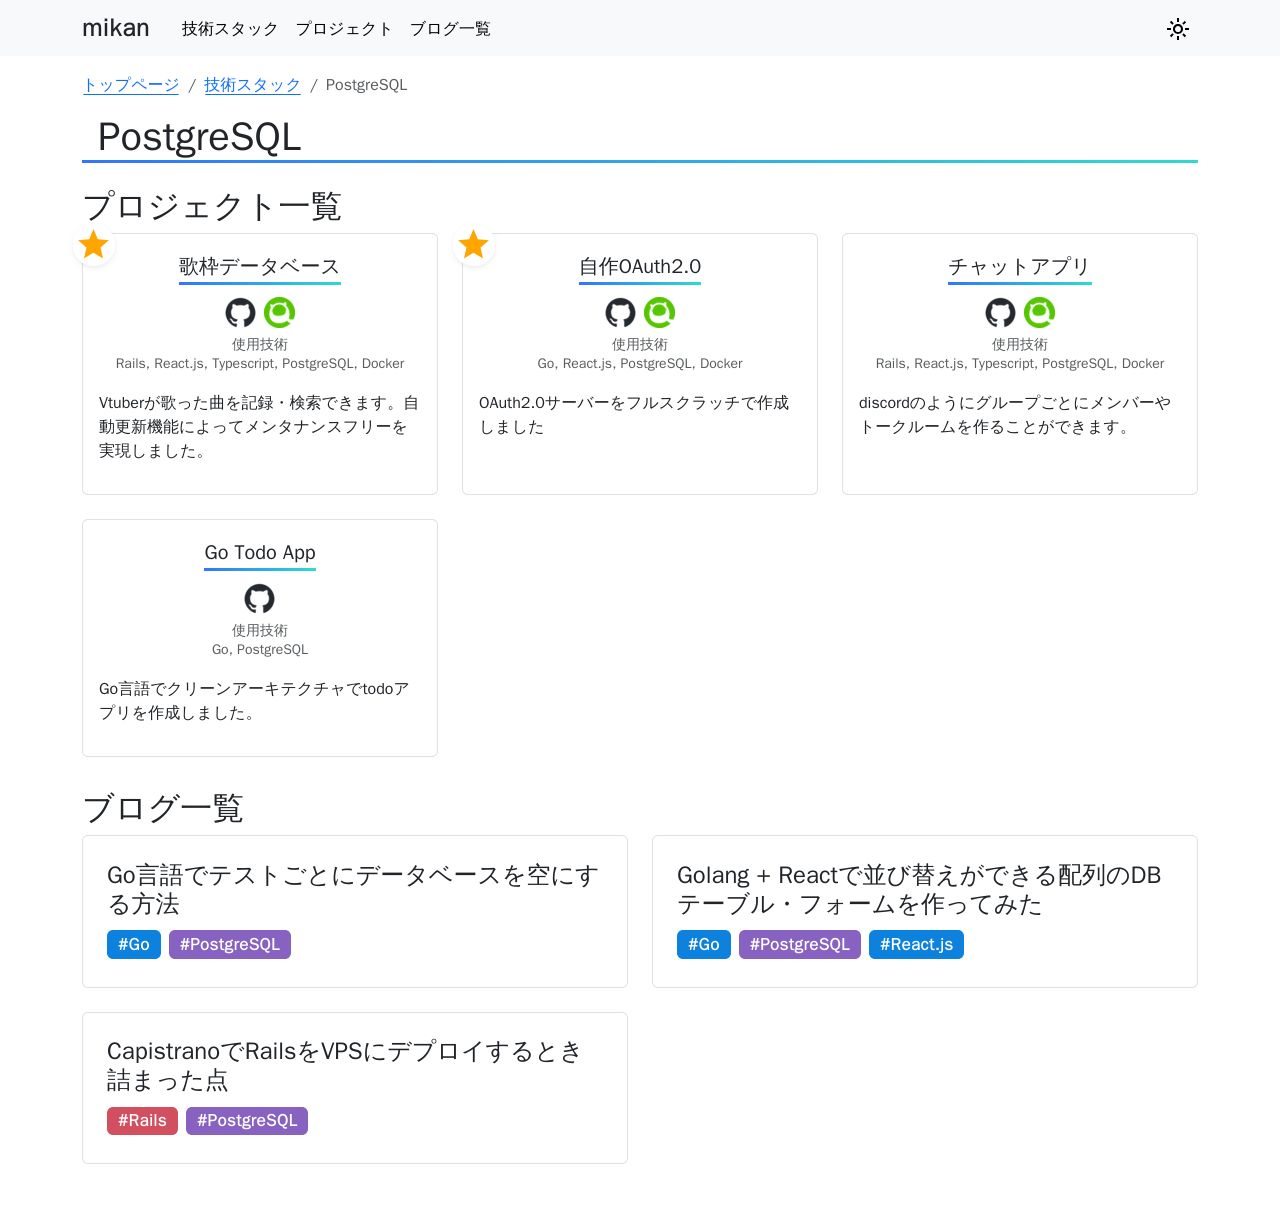 mikan 技術スタック プロジェクト ブログ一覧
トップページ / 技術スタック / PostgreSQL
PostgreSQL
プロジェクト一覧
歌枠データベース
使用技術
Rails, React.js, Typescript, PostgreSQL, Docker
Vtuberが歌った曲を記録・検索できます。自
動更新機能によってメンタナンスフリーを
実現しました。
自作OAuth2.0
使用技術
Go, React.js, PostgreSQL, Docker
OAuth2.0サーバーをフルスクラッチで作成
しました
チャットアプリ
使用技術
Rails, React.js, Typescript, PostgreSQL, Docker
discordのようにグループごとにメンバーや
トークルームを作ることができます。
Go Todo App
使用技術
Go, PostgreSQL
Go言語でクリーンアーキテクチャでtodoア
プリを作成しました。
ブログ一覧
Go言語でテストごとにデータベースを空にす
る方法
#Go #PostgreSQL
Golang + Reactで並び替えができる配列のDB
テーブル・フォームを作ってみた
#Go #PostgreSQL #React.js
CapistranoでRailsをVPSにデプロイするとき
詰まった点
#Rails #PostgreSQL